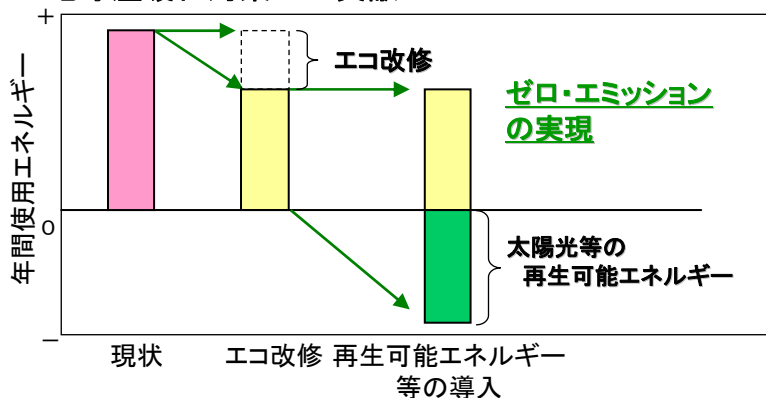 +
エコ改修
ゼロ・エミッション
の実現
年間使用エネルギー
0
太陽光等の
再生可能エネルギー
−
現状
エコ改修
再生可能エネルギー
等の導入